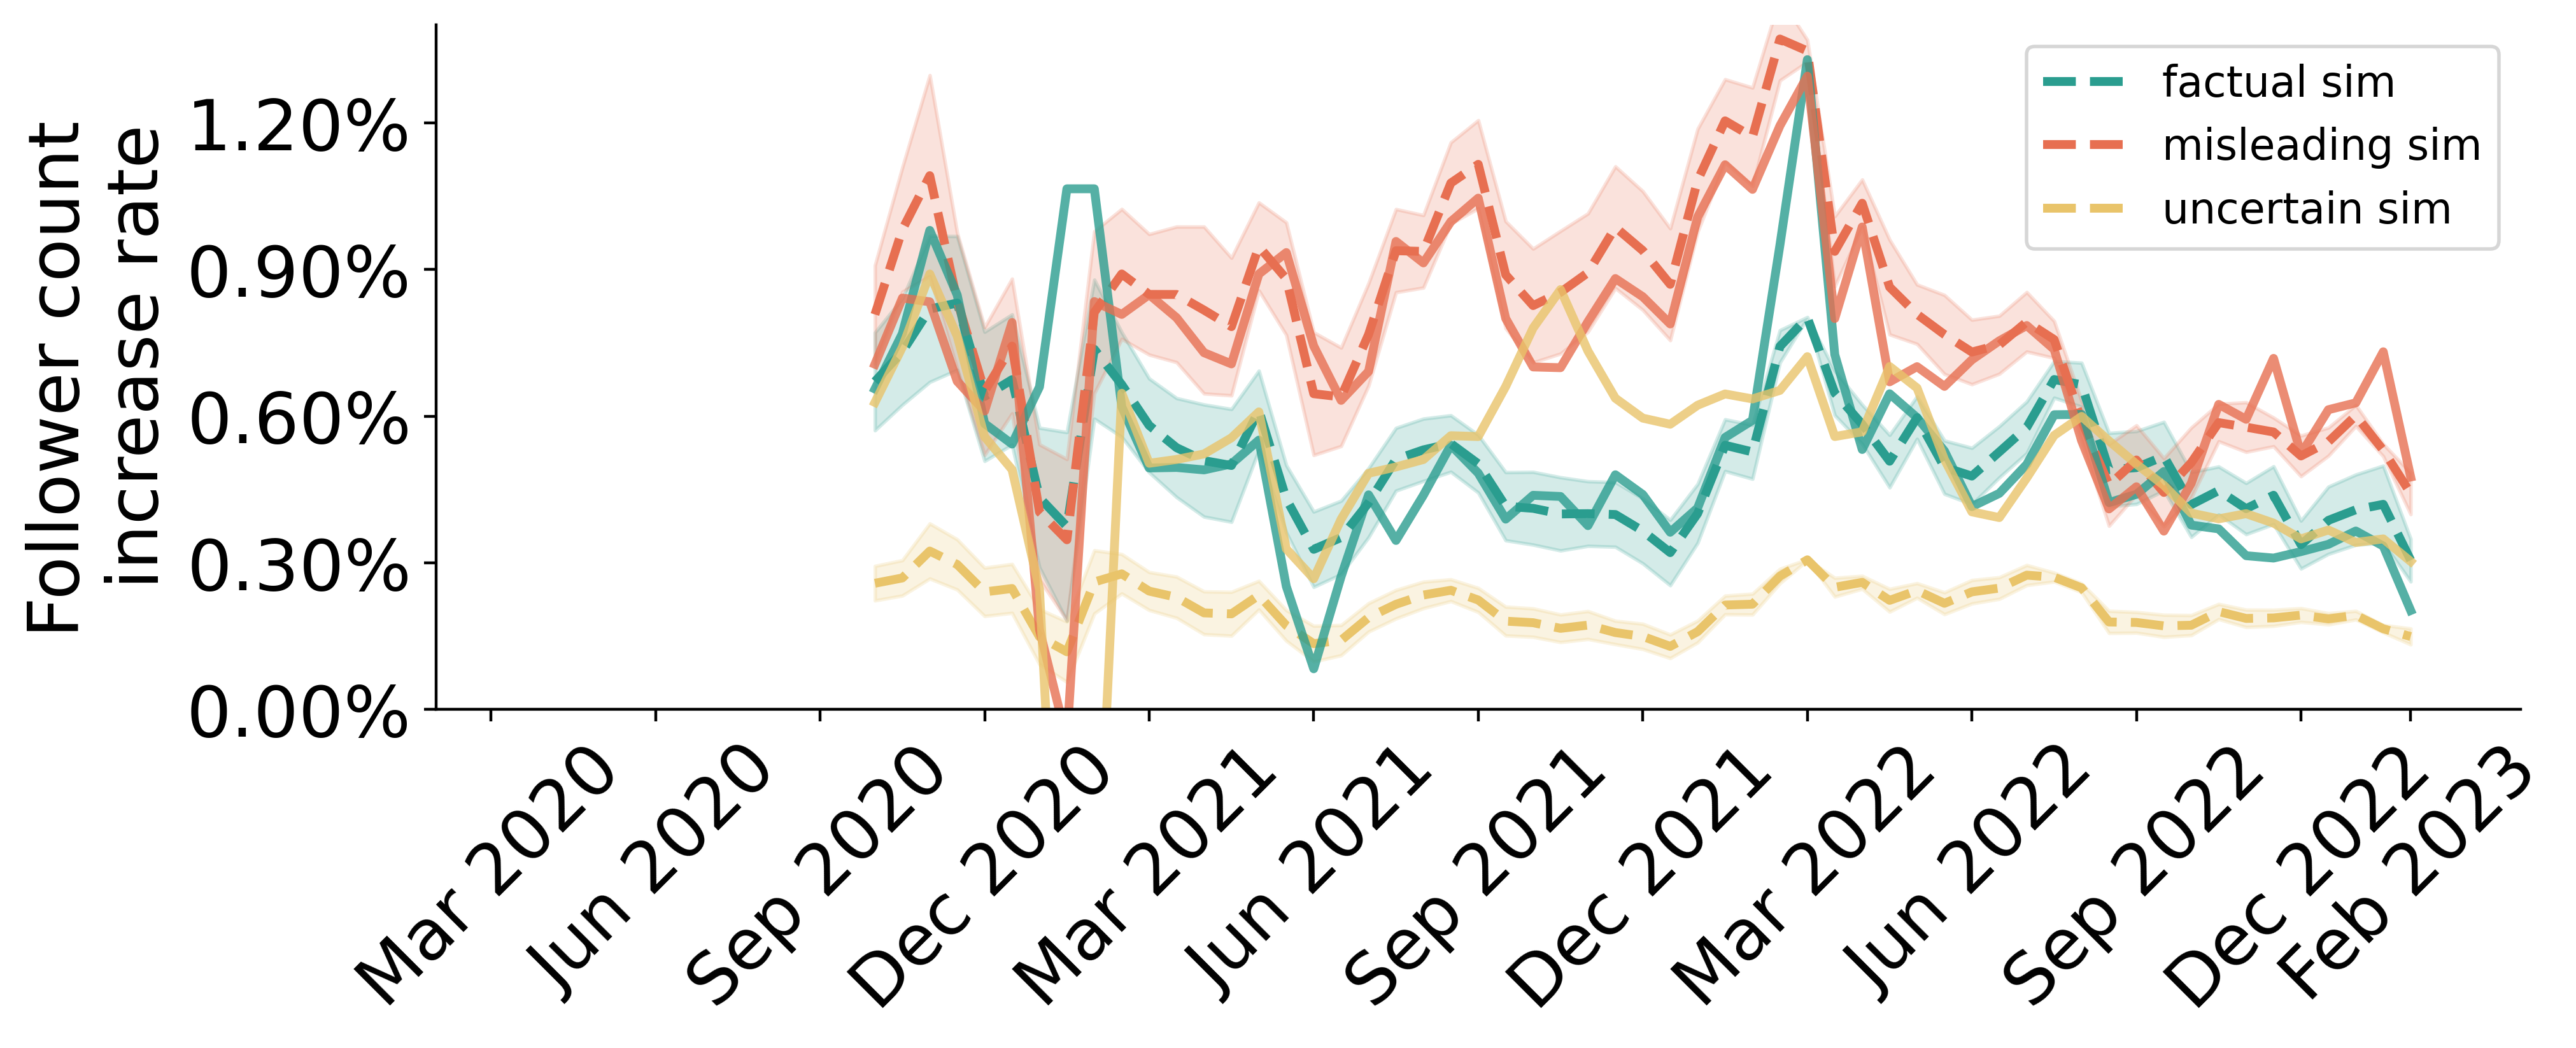 Follower count
increase rate
1.20%
0.90%
0.60%
0.30%
0.00%
factual sim
misleading sim
uncertain sim
Mar 2020
Jun 2020
Sep 2020
Dec 2020
Mar 2021
Jun 2021
Sep 2021
Dec 2021
Mar 2022
Jun 2022
Sep 2022
Dec 2022
Feb 2023